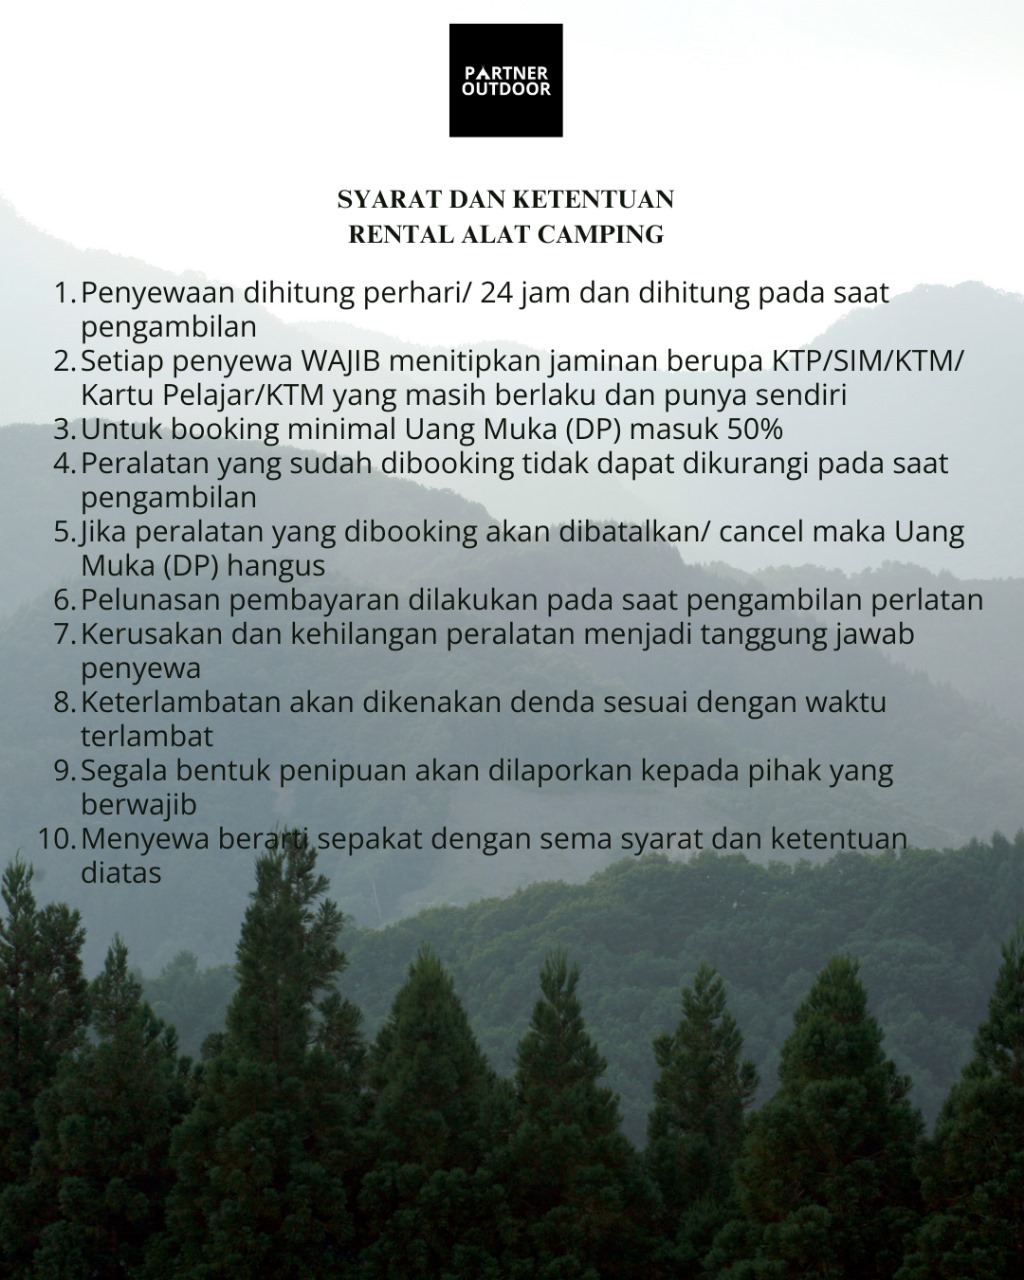 PARTNER
OUTDOOR
SYARAT DAN KETENTUAN
RENTAL ALAT CAMPING
1. Penyewaan dihitung perhari/ 24 jam dan dihitung pada saat
pengambilan
2. Setiap penyewa WAJIB menitipkan jaminan berupa KTP/SIM/KTM/
Kartu Pelajar/KTM yang masih berlaku dan punya sendiri
3. Untuk booking minimal Uang Muka (DP) masuk 50%
4. Peralatan yang sudah dibooking tidak dapat dikurangi pada saat
pengambilan
5. Jika peralatan yang dibooking akan dibatalkan/ cancel maka Uang
Muka (DP) hangus
6. Pelunasan pembayaran dilakukan pada saat pengambilan perlatan
7. Kerusakan dan kehilangan peralatan menjadi tanggung jawab
penyewa
8. Keterlambatan akan dikenakan denda sesuai dengan waktu
terlambat
9. Segala bentuk penipuan akan dilaporkan kepada pihak yang
berwajib
10. Menyewa berarti sepakat dengan sema syarat dan ketentuan
diatas